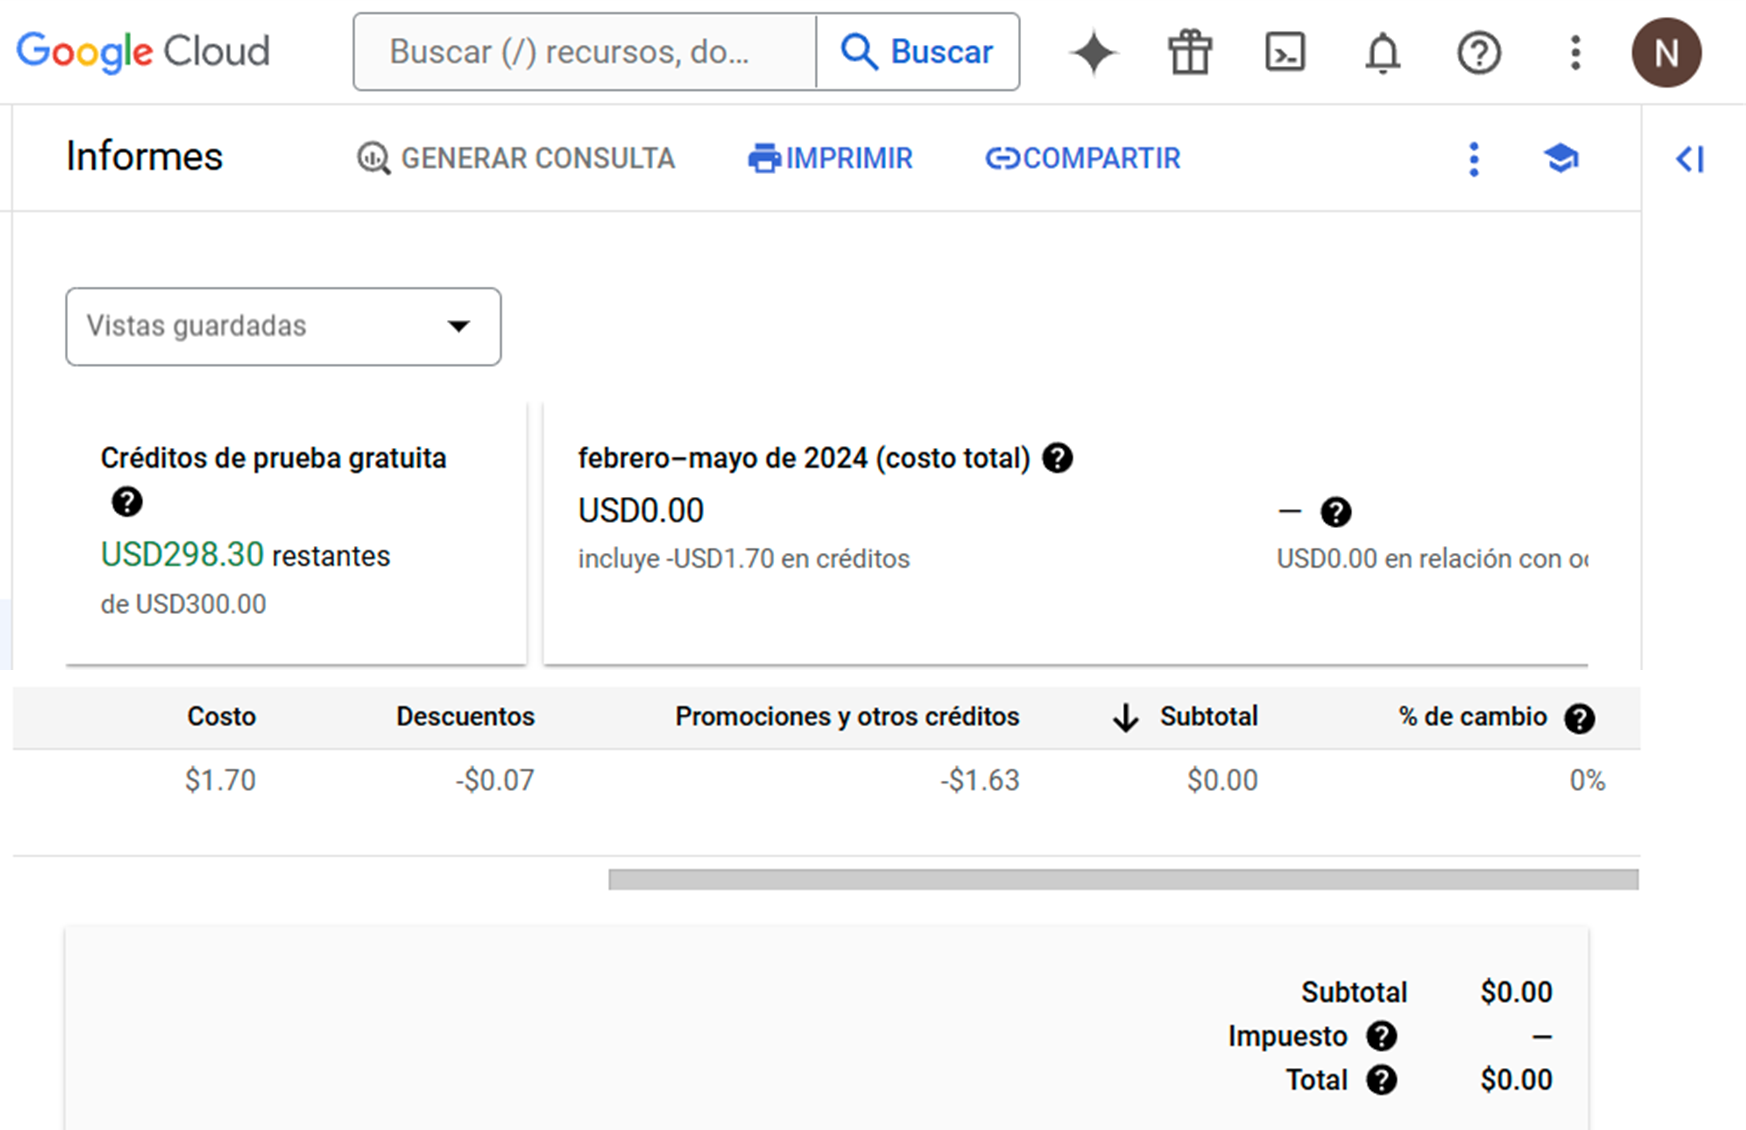 Google Cloud
Buscar (/) recursos, do...
Buscar
N
Informes
GENERAR CONSULTA
IMPRIMIR
COMPARTIR
Vistas guardadas
Créditos de prueba gratuita
USD298.30 restantes
de USD300.00
febrero–mayo de 2024 (costo total)
USD0.00
incluye -USD1.70 en créditos
—
USD0.00 en relación con
Costo Descuentos Promociones y otros créditos Subtotal % de cambio
$1.70 -$0.07 -$1.63 $0.00 0%
Subtotal $0.00
Impuesto —
Total $0.00